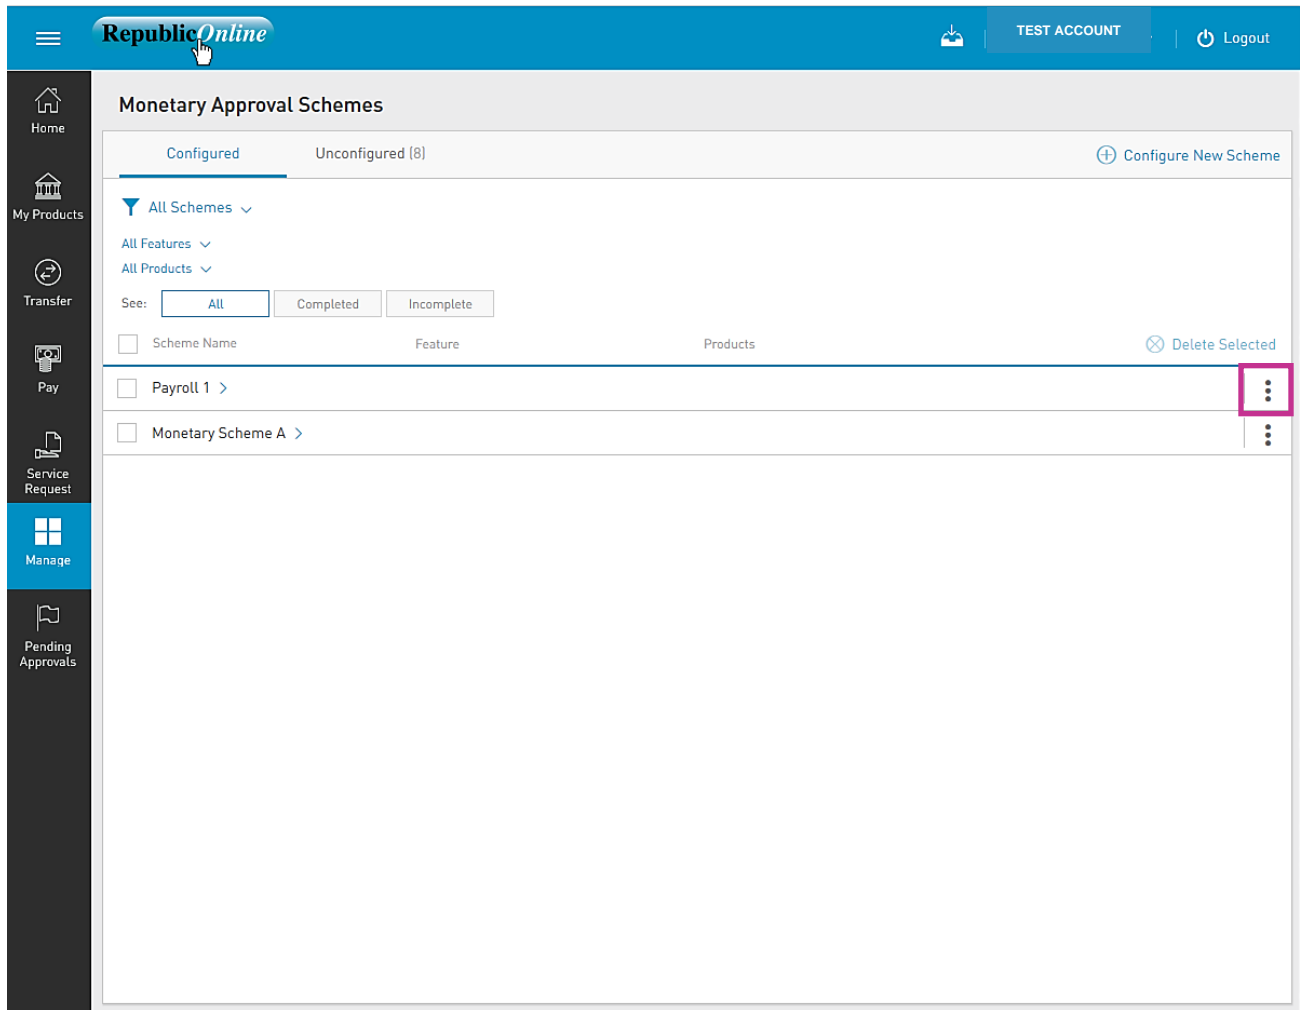 RepublicOnline
TEST ACCOUNT
Logout
Home
My Products
Transfer
Pay
Service
Request
Manage
Pending
Approvals
Monetary Approval Schemes
Configured
Unconfigured (8)
Configure New Scheme
All Schemes
All Features
All Products
See:
All
Completed
Incomplete
Scheme Name
Feature
Products
Delete Selected
Payroll 1
Monetary Scheme A